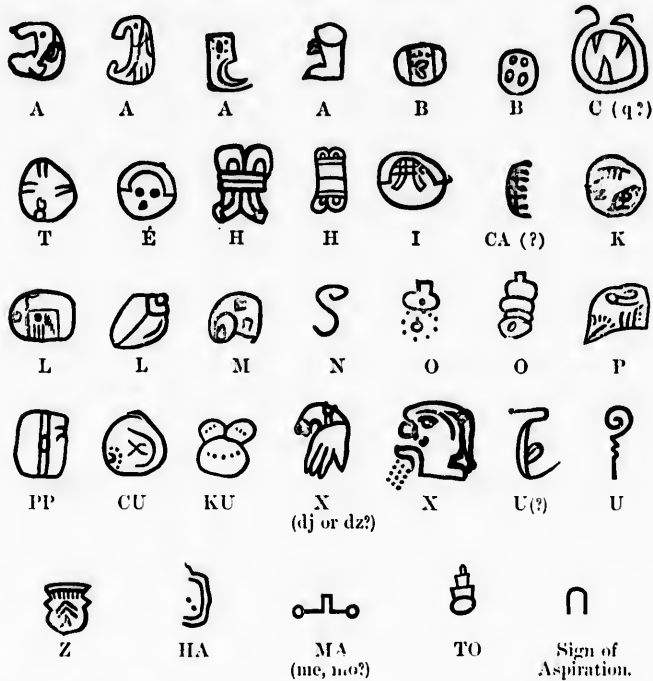 A A A A B B C (q?)
T É H H I CA (?) K
L L M N O O P
PP CU KU X X U(?) U
(dj or dz?)
Z HA MA TO Sign of
(me, mo?) Aspiration.